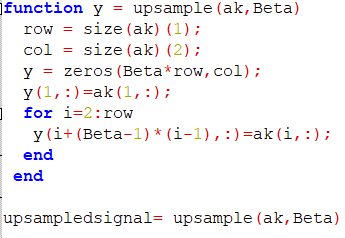 function y = upsample(ak,Beta)
row = size(ak)(1);
col = size(ak)(2);
y = zeros(Beta*row,col);
y(1,:)=ak(1,:);
for i=2:row
y(i+(Beta-1)*(i-1),:)=ak(i,:);
end
end
upsampledsignal= upsample(ak,Beta)